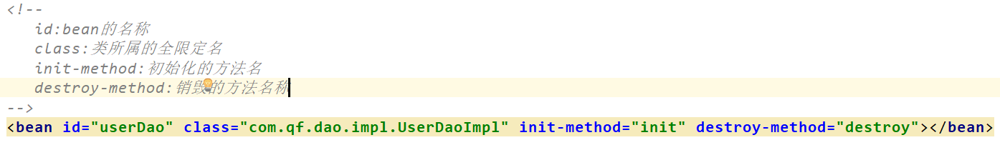 <!--
id:bean的名称
class:类所属的全限定名
init-method:初始化的方法名
destroy-method:销毁的方法名称
-->
<bean id="userDao" class="com.qf.dao.impl.UserDaoImpl" init-method="init" destroy-method="destroy"></bean>